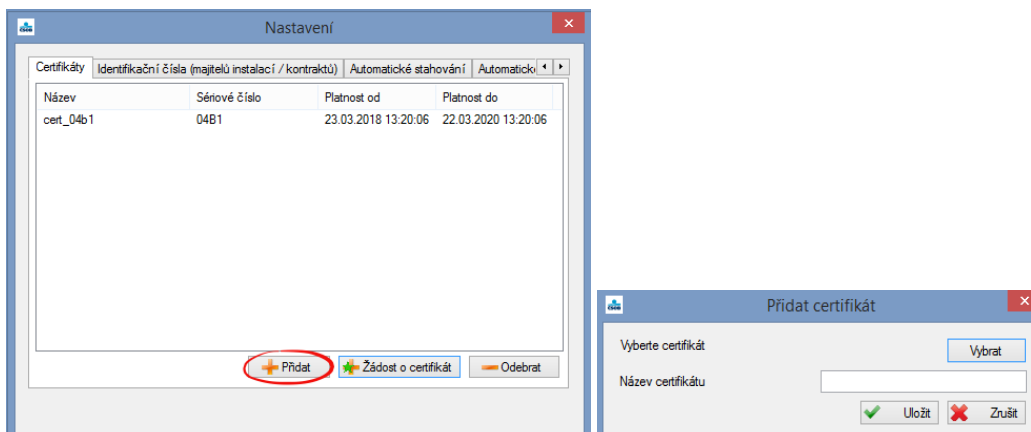 Nastavení
Certifikáty Identifikační čísla (majitelů instalací / kontraktů) Automatické stahování
Název Sériové číslo Platnost od Platnost do
cert_04b1 04B1 23.03.2018 13:20:06 22.03.2020 13:20:06
Přidat Žádost o certifikát Odebrat
Přidat certifikát
Vyberte certifikát Vybrat
Název certifikátu
Uložit Zrušit